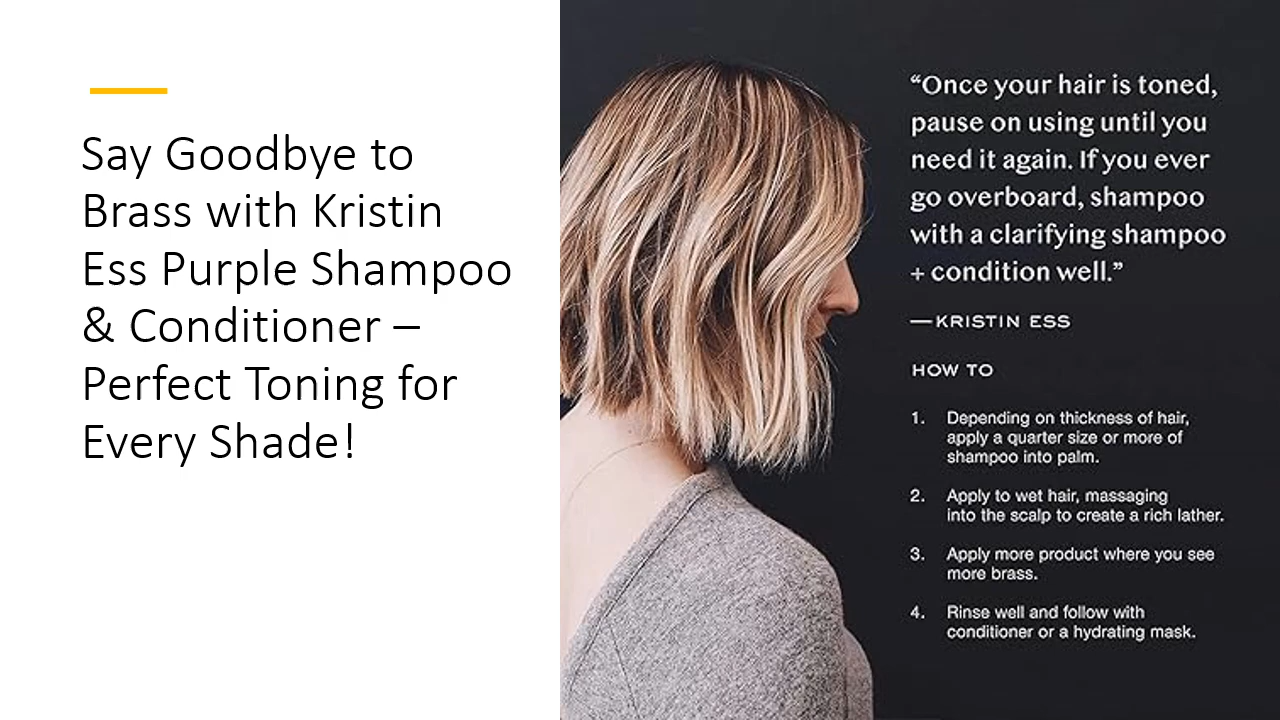 Say Goodbye to
Brass with Kristin
Ess Purple Shampoo
& Conditioner –
Perfect Toning for
Every Shade!
“Once your hair is toned,
pause on using until you
need it again. If you ever
go overboard, shampoo
with a clarifying shampoo
+ condition well.”
—KRISTIN ESS
HOW TO
1. Depending on thickness of hair,
apply a quarter size or more of
shampoo into palm.
2. Apply to wet hair, massaging
into the scalp to create a rich lather.
3. Apply more product where you see
more brass.
4. Rinse well and follow with
conditioner or a hydrating mask.